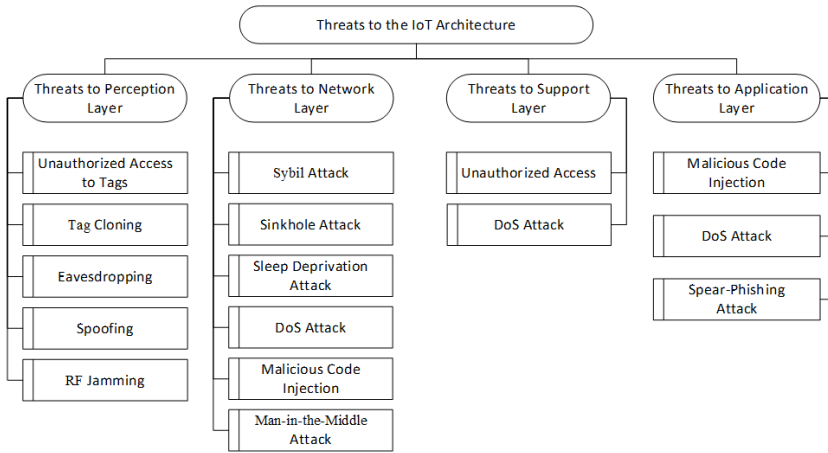 Threats to the IoT Architecture
Threats to Perception
Layer
Unauthorized Access
to Tags
Tag Cloning
Eavesdropping
Spoofing
RF Jamming
Threats to Network
Layer
Sybil Attack
Sinkhole Attack
Sleep Deprivation
Attack
DoS Attack
Malicious Code
Injection
Man-in-the-Middle
Attack
Threats to Support
Layer
Unauthorized Access
DoS Attack
Threats to Application
Layer
Malicious Code
Injection
DoS Attack
Spear-Phishing
Attack